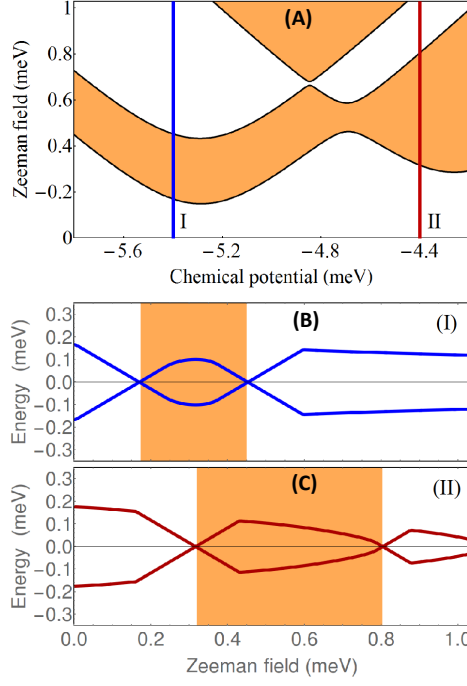 (A)
Zeeman field (meV)
1
0.8
0.6
0.4
-0.2
0
I
II
-5.6
-5.2
-4.8
-4.4
Chemical potential (meV)
(B)
(I)
Energy (meV)
0.3
0.2
0.1
0.0
-0.1
-0.2
-0.3
(C)
(II)
Energy (meV)
0.3
0.2
0.1
0.0
-0.1
-0.2
-0.3
0.0
0.2
0.4
0.6
0.8
1.0
Zeeman field (meV)